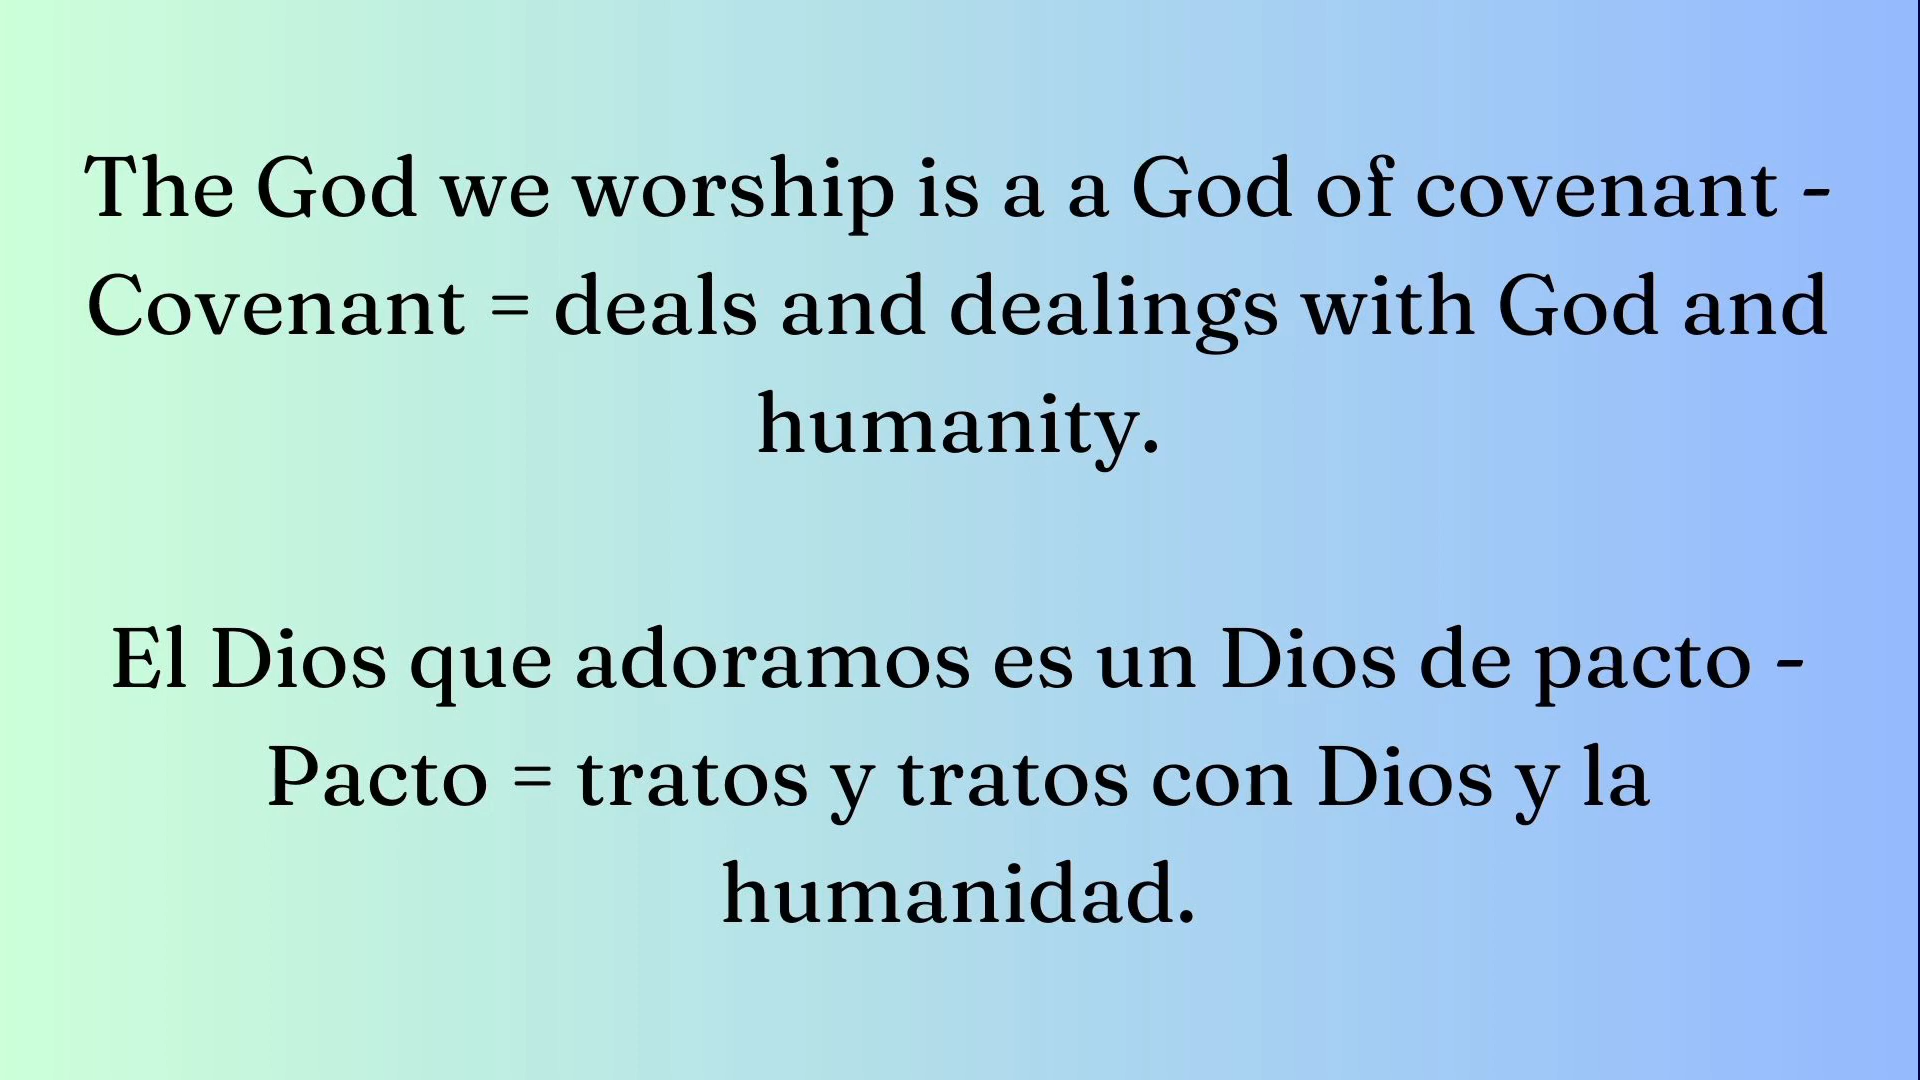 The God we worship is a a God of covenant -
Covenant = deals and dealings with God and
humanity.
El Dios que adoramos es un Dios de pacto -
Pacto = tratos y tratos con Dios y la
humanidad.